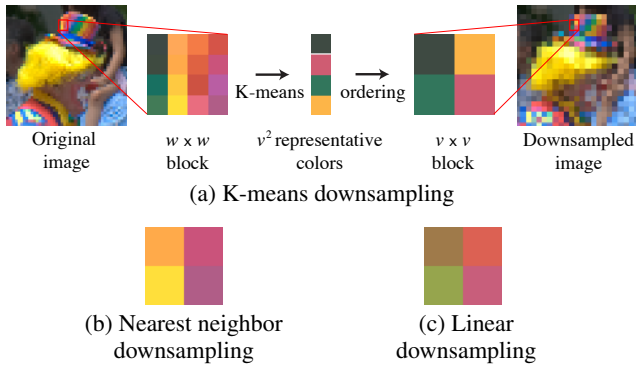 K-means
ordering
Original
image
w x w
block
v² representative
colors
v x v
block
Downsampled
image
(a) K-means downsampling
(b) Nearest neighbor
downsampling
(c) Linear
downsampling